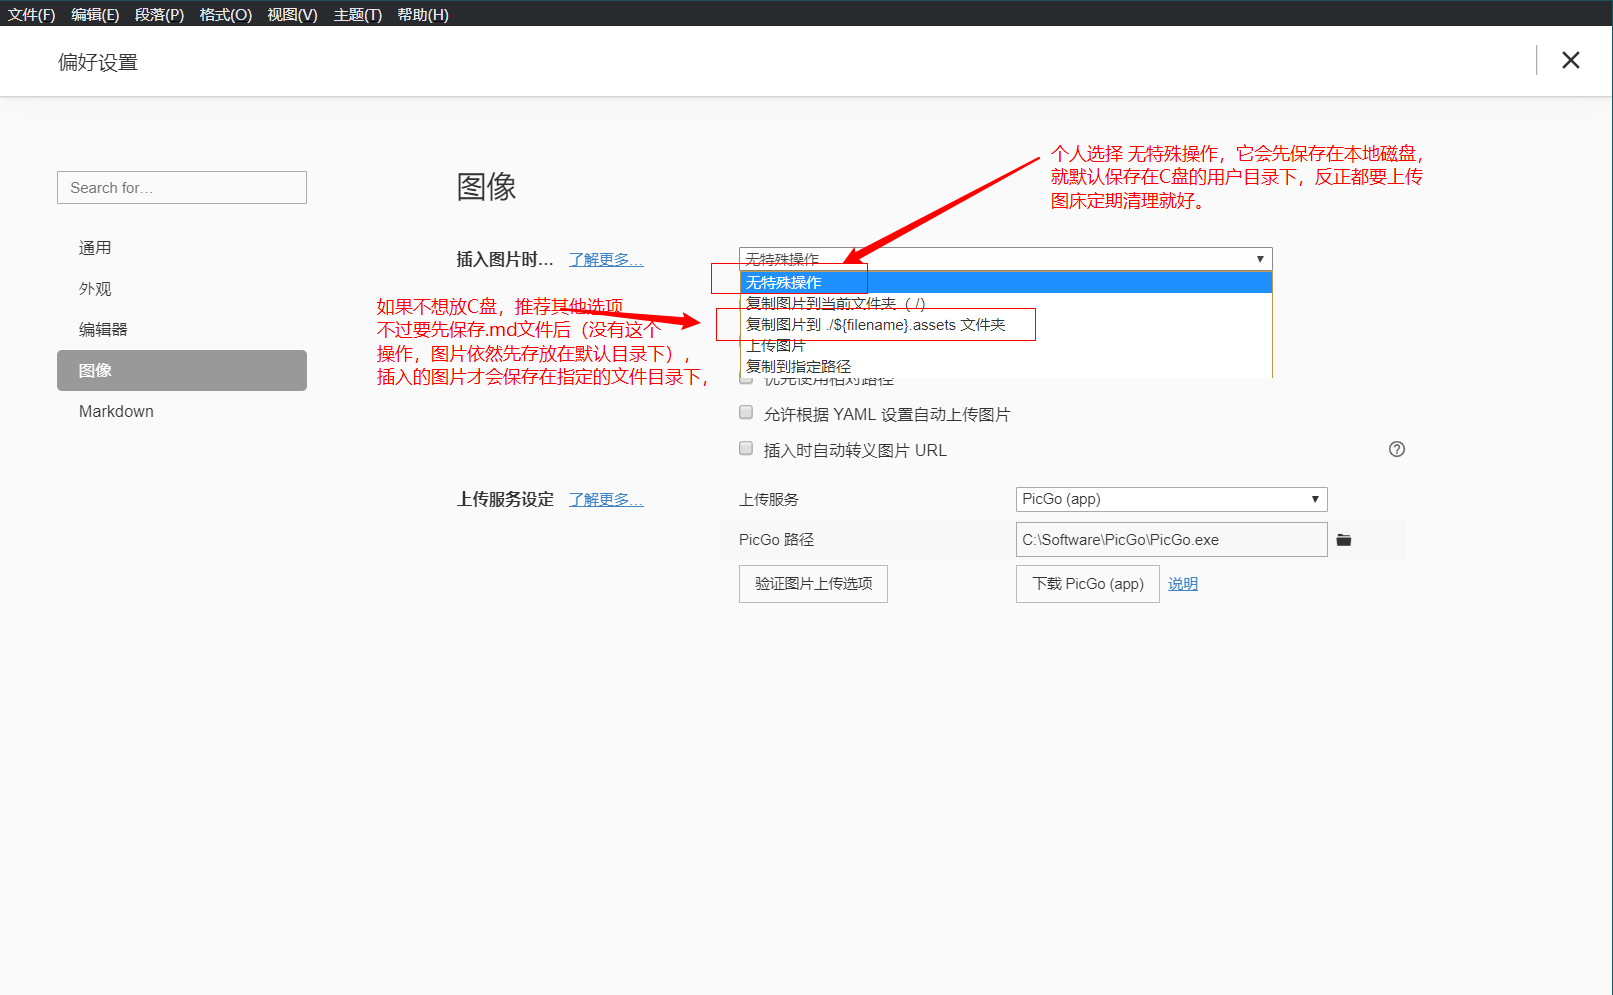 文件(F) 编辑(E) 段落(P) 格式(O) 视图(V) 主题(T) 帮助(H)
偏好设置
Search for...
通用
外观
编辑器
图像
Markdown
图像
个人选择 无特殊操作，它会先保存在本地磁盘，
就默认保存在C盘的用户目录下，反正都要上传
图床定期清理就好。
插入图片时... 了解更多...
无特殊操作
无特殊操作
复制图片到当前文件夹（./）
复制图片到 ./${filename}.assets 文件夹
上传图片
复制到指定路径
如果不想放C盘，推荐其他选项
不过要先保存.md文件后（没有这个
操作，图片依然先存放在默认目录下），
插入的图片才会保存在指定的文件目录下，
优先使用相对路径
允许根据 YAML 设置自动上传图片
插入时自动转义图片 URL
上传服务设定 了解更多...
上传服务 PicGo (app)
PicGo 路径 C:\Software\PicGo\PicGo.exe
验证图片上传选项 下载 PicGo (app) 说明